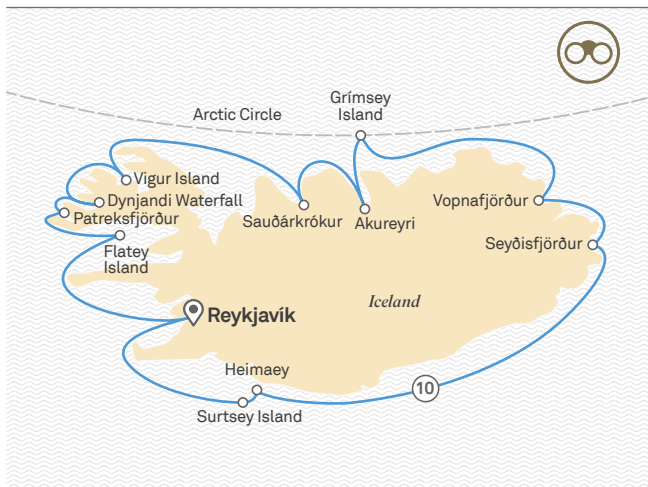 Grímsey
Island
Arctic Circle
Vigur Island
Dynjandi Waterfall
Patreksfjörður
Sauðárkrókur
Akureyri
Vopnafjörður
Flatey
Island
Seyðisfjörður
Iceland
Reykjavík
Heimaey
10
Surtsey Island